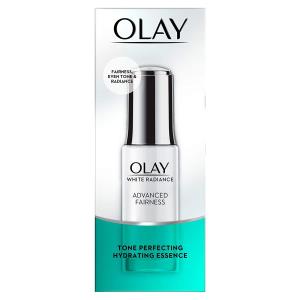 OLAY
FAIRNESS,
EVEN TONE &
RADIANCE
OLAY
WHITE RADIANCE
ADVANCED
FAIRNESS
TONE PERFECTING
HYDRATING ESSENCE